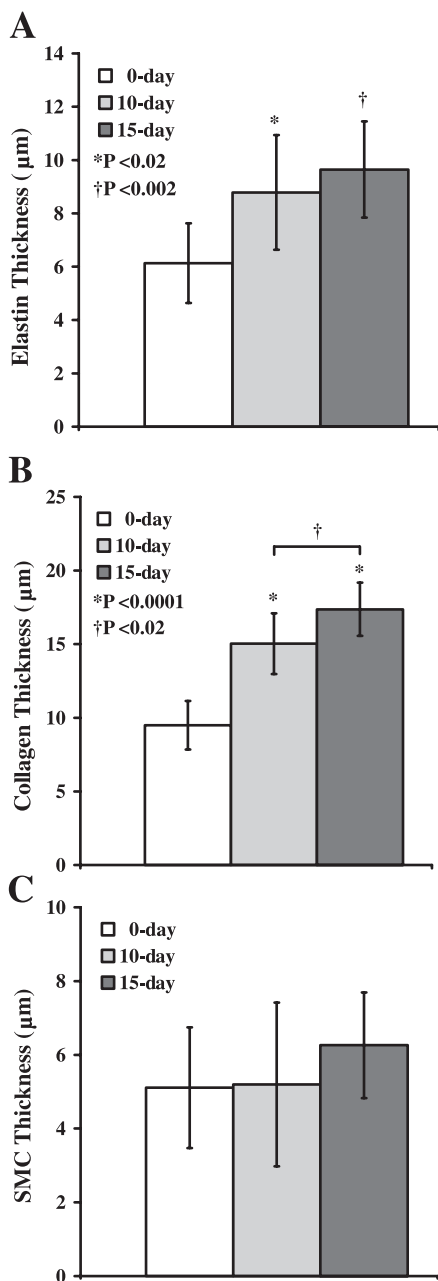 A
14
12
10
8
6
4
2
0
Elastin Thickness (µm)
0-day
10-day
15-day
*P <0.02
†P <0.002
*
†
B
25
20
15
10
5
0
Collagen Thickness (µm)
0-day
10-day
15-day
*P <0.0001
†P <0.02
†
*
*
C
10
8
6
4
2
0
SMC Thickness (µm)
0-day
10-day
15-day